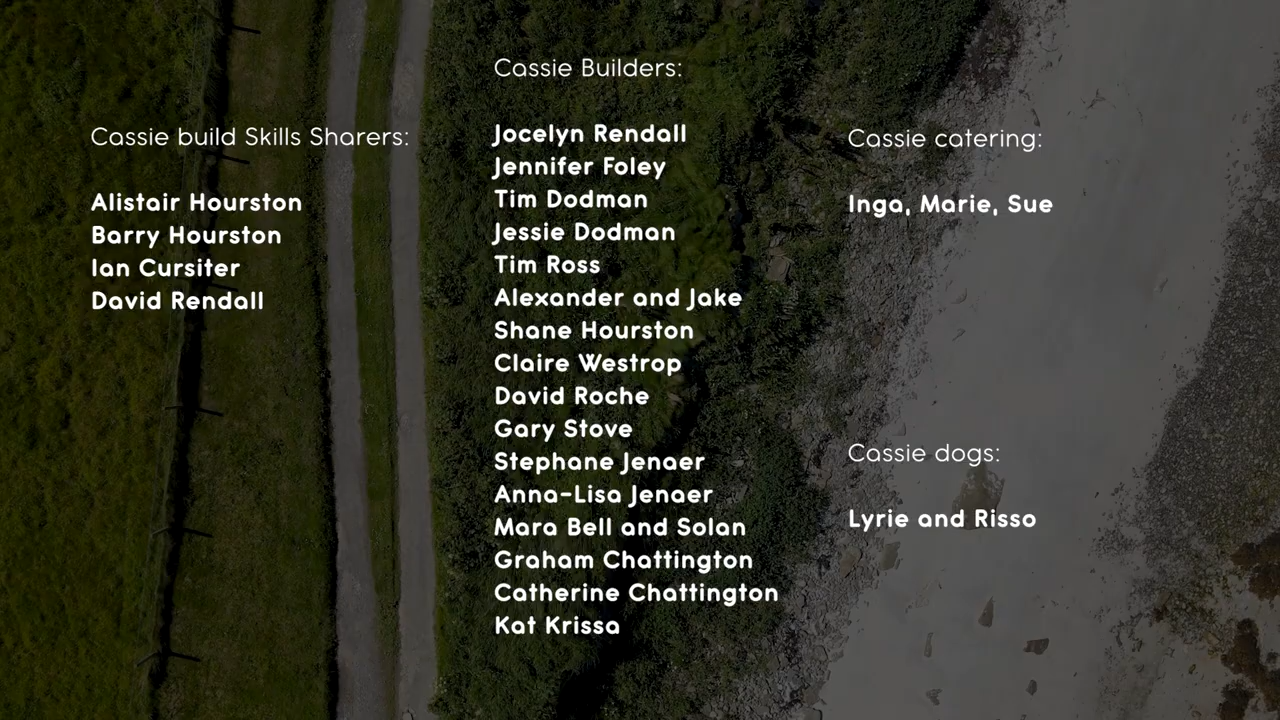 Cassie build Skills Sharers:
Alistair Hourston
Barry Hourston
Ian Cursiter
David Rendall
Cassie Builders:
Jocelyn Rendall
Jennifer Foley
Tim Dodman
Jessie Dodman
Tim Ross
Alexander and Jake
Shane Hourston
Claire Westrop
David Roche
Gary Stove
Stephane Jenaer
Anna-Lisa Jenaer
Mara Bell and Solan
Graham Chattington
Catherine Chattington
Kat Krissa
Cassie catering:
Inga, Marie, Sue
Cassie dogs:
Lyrie and Risso